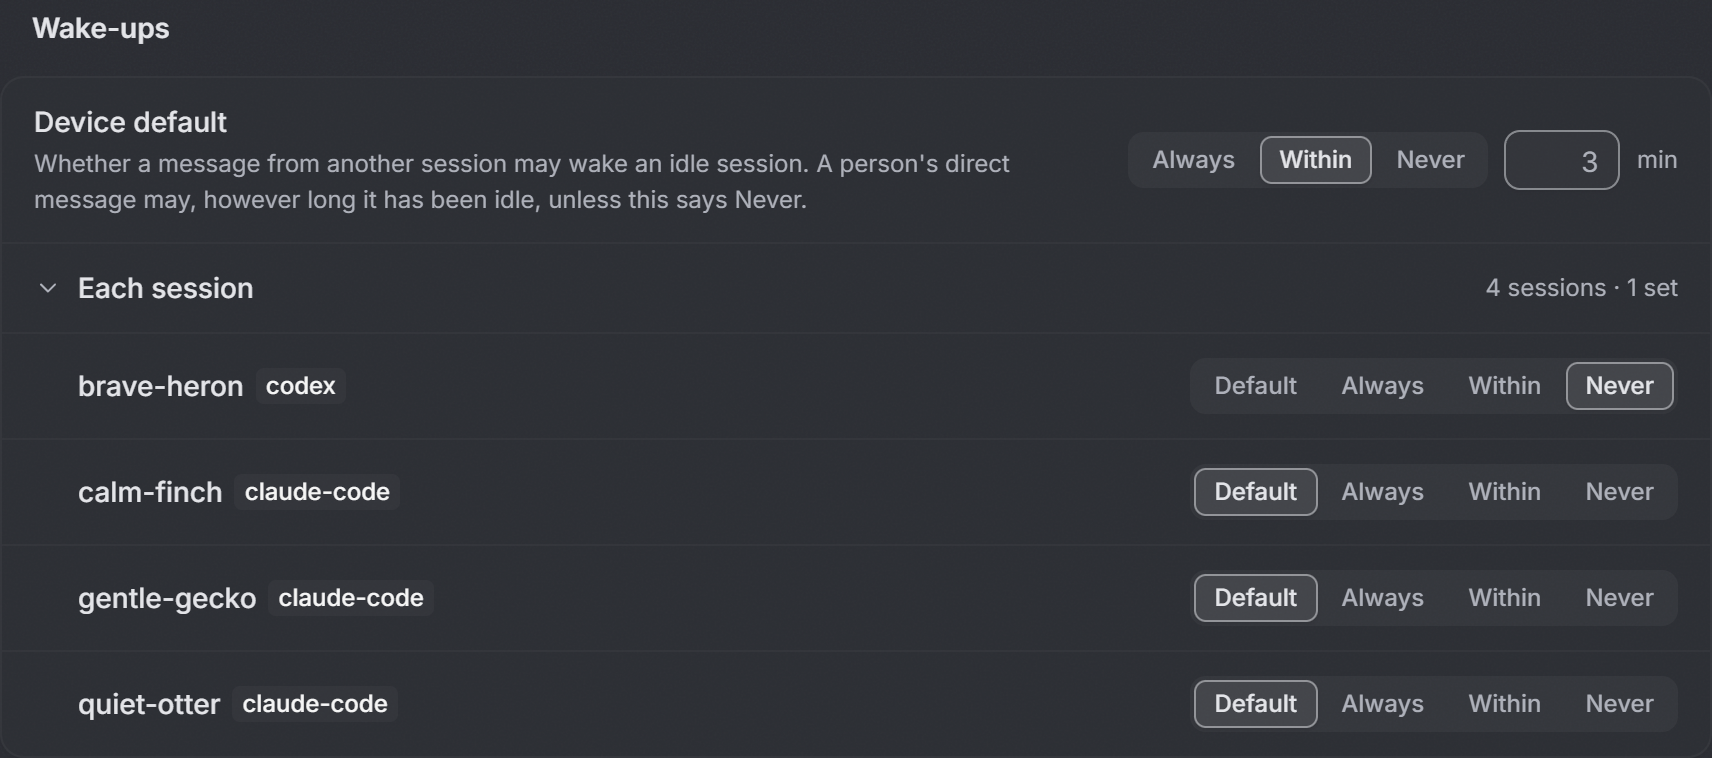 Wake-ups
Device default
Whether a message from another session may wake an idle session. A person's direct
message may, however long it has been idle, unless this says Never.
Always Within Never 3 min
Each session 4 sessions · 1 set
brave-heron codex Default Always Within Never
calm-finch claude-code Default Always Within Never
gentle-gecko claude-code Default Always Within Never
quiet-otter claude-code Default Always Within Never